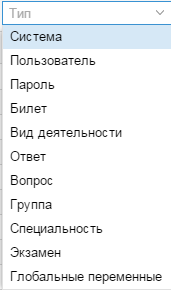 Тип
Система
Пользователь
Пароль
Билет
Вид деятельности
Ответ
Вопрос
Группа
Специальность
Экзамен
Глобальные переменные